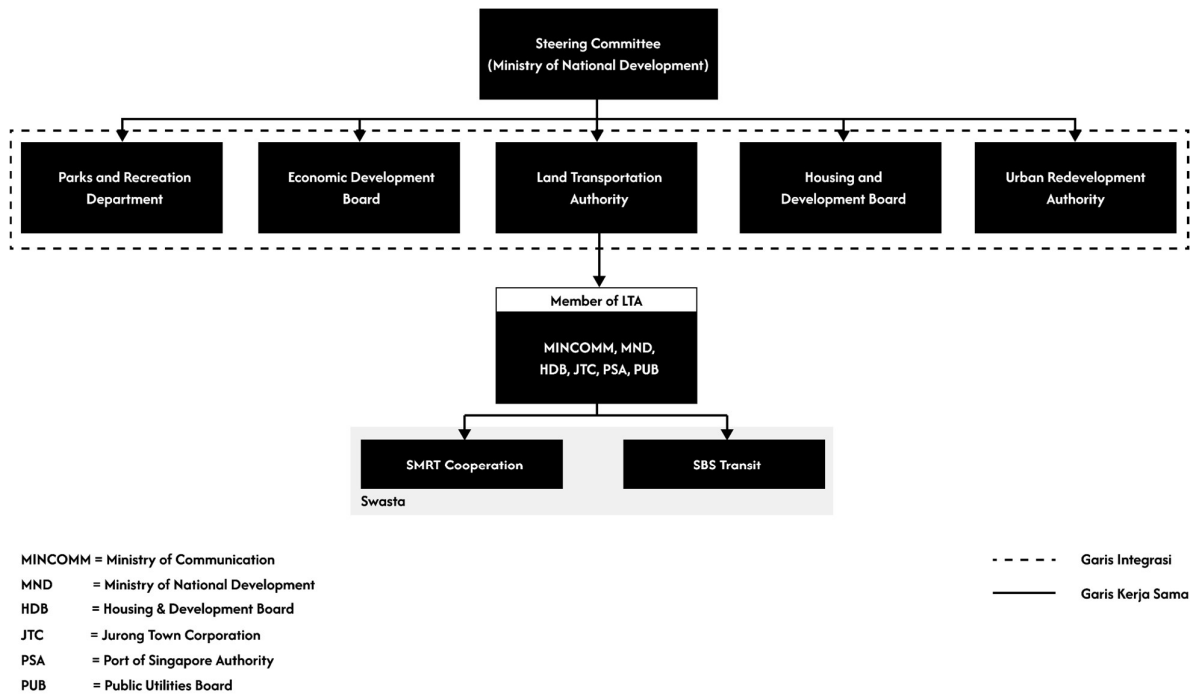 Steering Committee
(Ministry of National Development)
Parks and Recreation
Department
Economic Development
Board
Land Transportation
Authority
Housing and
Development Board
Urban Redevelopment
Authority
Member of LTA
MINCOMM, MND,
HDB, JTC, PSA, PUB
SMRT Cooperation
SBS Transit
Swasta
MINCOMM = Ministry of Communication
MND = Ministry of National Development
HDB = Housing & Development Board
JTC = Jurong Town Corporation
PSA = Port of Singapore Authority
PUB = Public Utilities Board
Garis Integrasi
Garis Kerja Sama